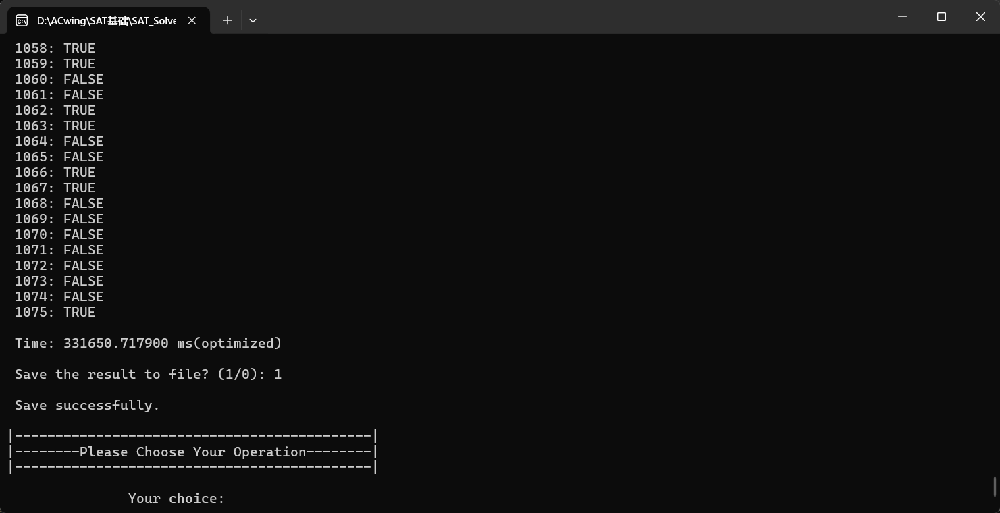 D:\ACwing\SAT基础\SAT_Solve
1058: TRUE
1059: TRUE
1060: FALSE
1061: FALSE
1062: TRUE
1063: TRUE
1064: FALSE
1065: FALSE
1066: TRUE
1067: TRUE
1068: FALSE
1069: FALSE
1070: FALSE
1071: FALSE
1072: FALSE
1073: FALSE
1074: FALSE
1075: TRUE
Time: 331650.717900 ms(optimized)
Save the result to file? (1/0): 1
Save successfully.
|--------------------------------------------|
|--------Please Choose Your Operation--------|
|--------------------------------------------|
Your choice: